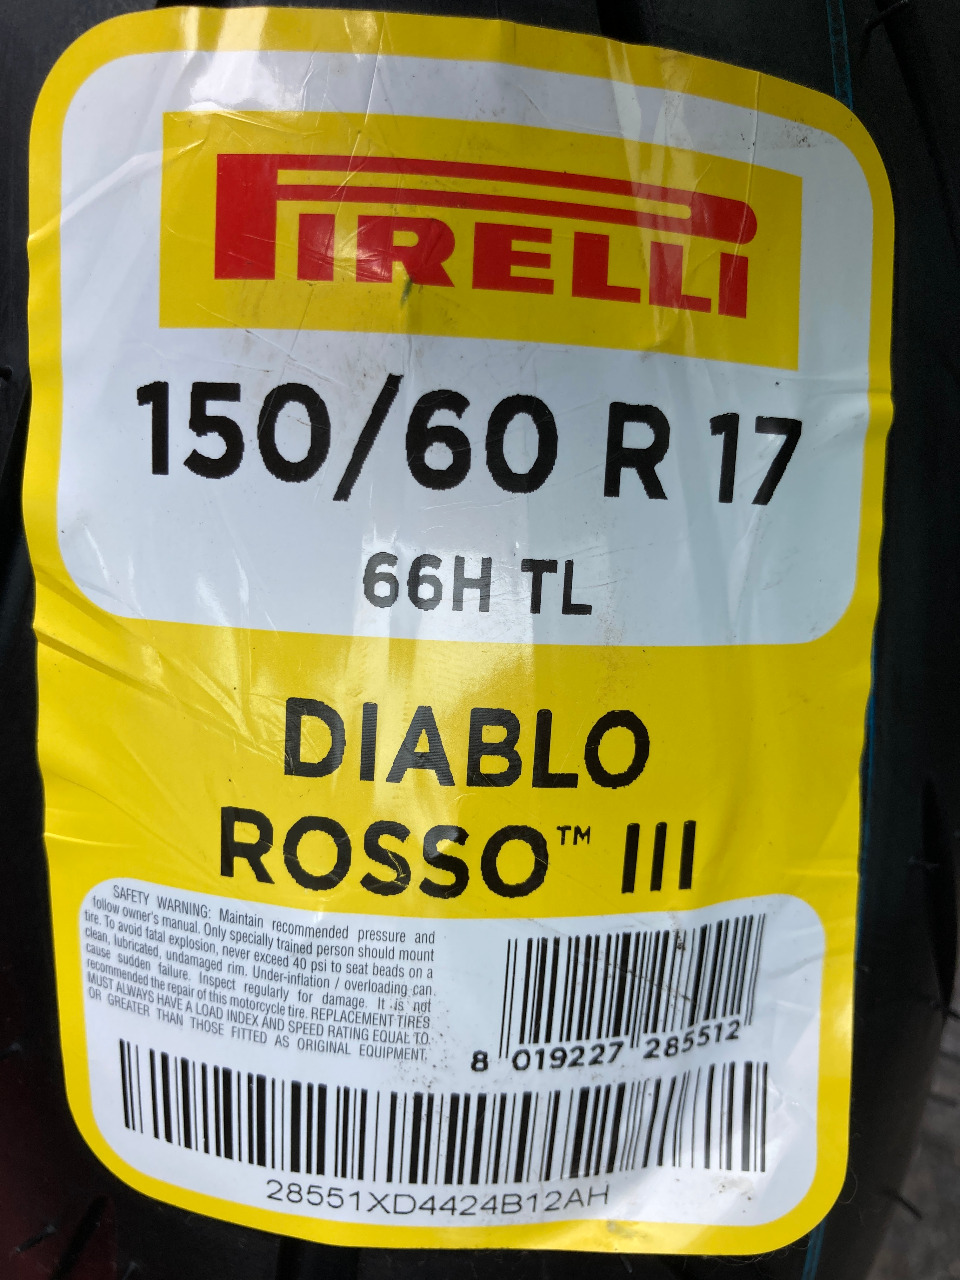 PIRELLI
150/60 R 17
66H TL
DIABLO
ROSSO™ III
SAFETY WARNING: Maintain recommended pressure and
follow owner's manual. Only specially trained person should mount
tire. To avoid fatal explosion, never exceed 40 psi to seat beads on a
clean, lubricated, undamaged rim. Under-inflation / overloading can
cause sudden failure. Inspect regularly for damage. It is not
recommended the repair of this motorcycle tire. REPLACEMENT TIRES
MUST ALWAYS HAVE A LOAD INDEX AND SPEED RATING EQUAL TO
OR GREATER THAN THOSE FITTED AS ORIGINAL EQUIPMENT.
8 019227 285512
28551XD4424B12AH